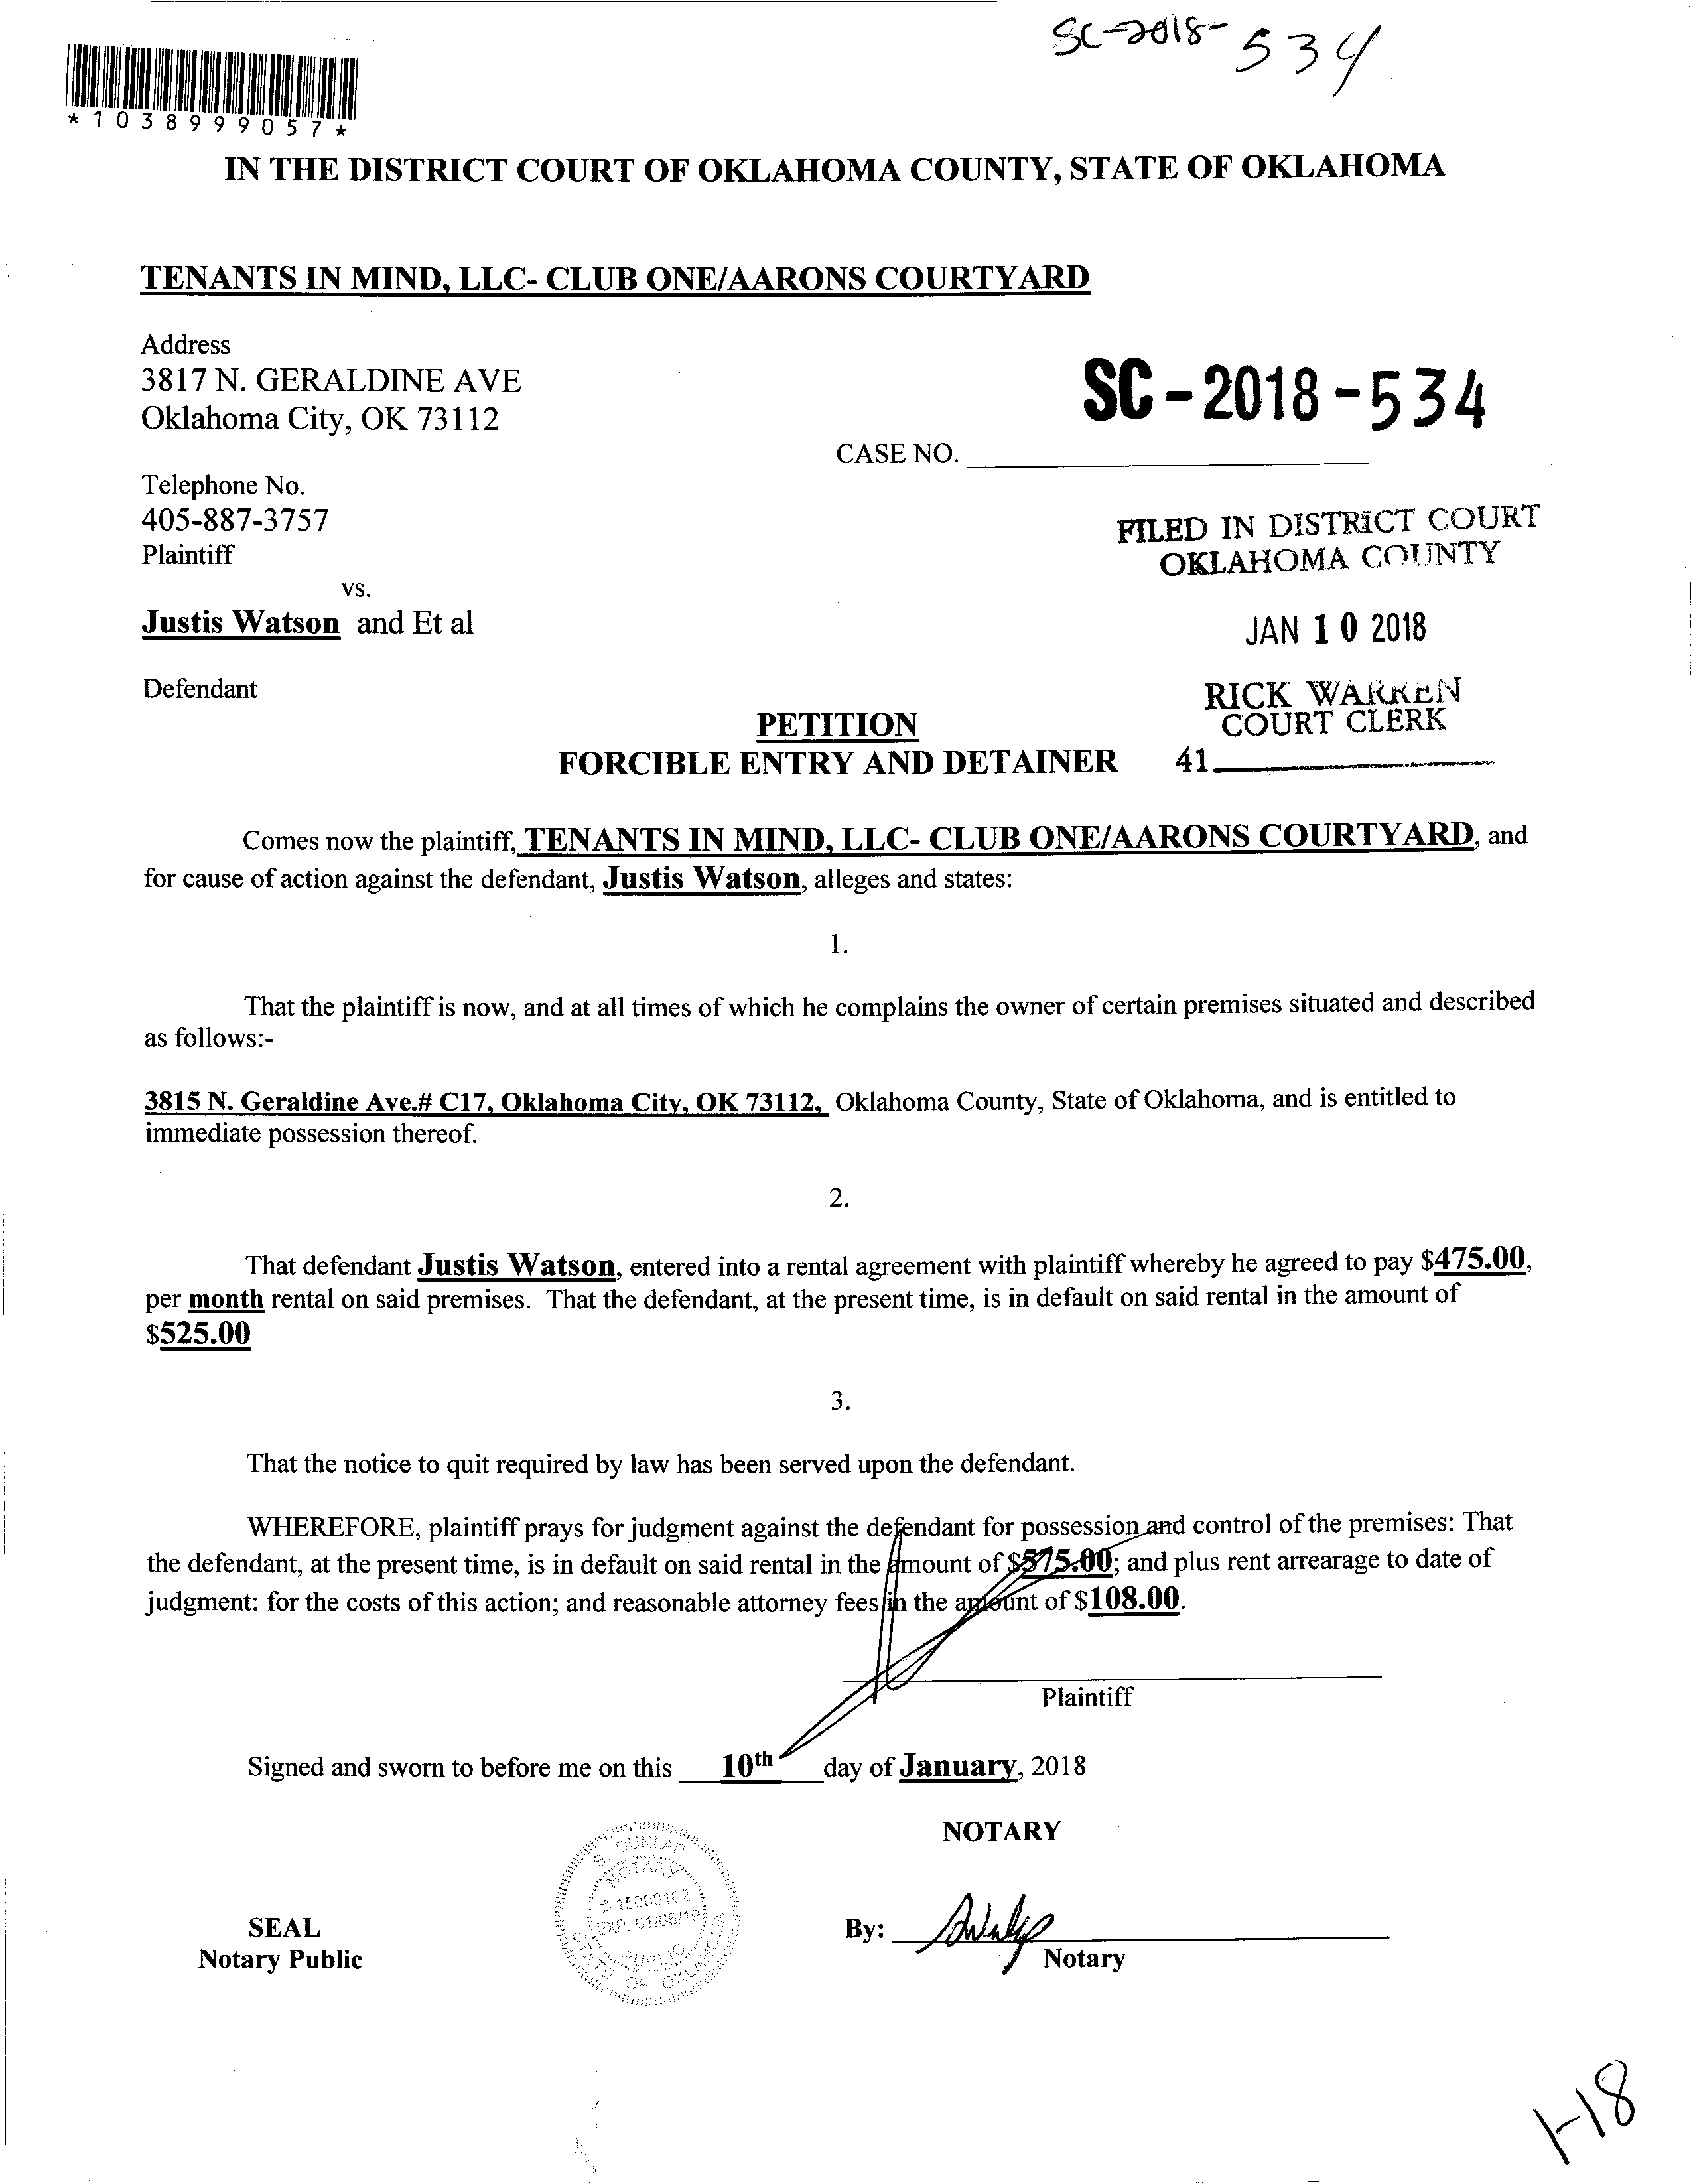 SC-2018-534
*1038999057*
IN THE DISTRICT COURT OF OKLAHOMA COUNTY, STATE OF OKLAHOMA
TENANTS IN MIND, LLC- CLUB ONE/AARONS COURTYARD
Address
3817 N. GERALDINE AVE
Oklahoma City, OK 73112
SC-2018-534
CASE NO.
Telephone No.
405-887-3757
Plaintiff
FILED IN DISTRICT COURT
OKLAHOMA COUNTY
vs.
Justis Watson and Et al
JAN 10 2018
Defendant
RICK WARREN
COURT CLERK
41
PETITION
FORCIBLE ENTRY AND DETAINER
Comes now the plaintiff, TENANTS IN MIND, LLC- CLUB ONE/AARONS COURTYARD, and
for cause of action against the defendant, Justis Watson, alleges and states:
1.
That the plaintiff is now, and at all times of which he complains the owner of certain premises situated and described
as follows:-
3815 N. Geraldine Ave.# C17, Oklahoma City, OK 73112, Oklahoma County, State of Oklahoma, and is entitled to
immediate possession thereof.
2.
That defendant Justis Watson, entered into a rental agreement with plaintiff whereby he agreed to pay $475.00,
per month rental on said premises. That the defendant, at the present time, is in default on said rental in the amount of
$525.00
3.
That the notice to quit required by law has been served upon the defendant.
WHEREFORE, plaintiff prays for judgment against the defendant for possession and control of the premises: That
the defendant, at the present time, is in default on said rental in the amount of $575.00; and plus rent arrearage to date of
judgment: for the costs of this action; and reasonable attorney fees in the amount of $108.00.
Plaintiff
Signed and sworn to before me on this 10th day of January, 2018
NOTARY
S. DUNLAP
NOTARY
# 15000102
EXP. 01/05/19
PUBLIC
STATE OF OKLAHOMA
SEAL
Notary Public
By:
Notary
1-18